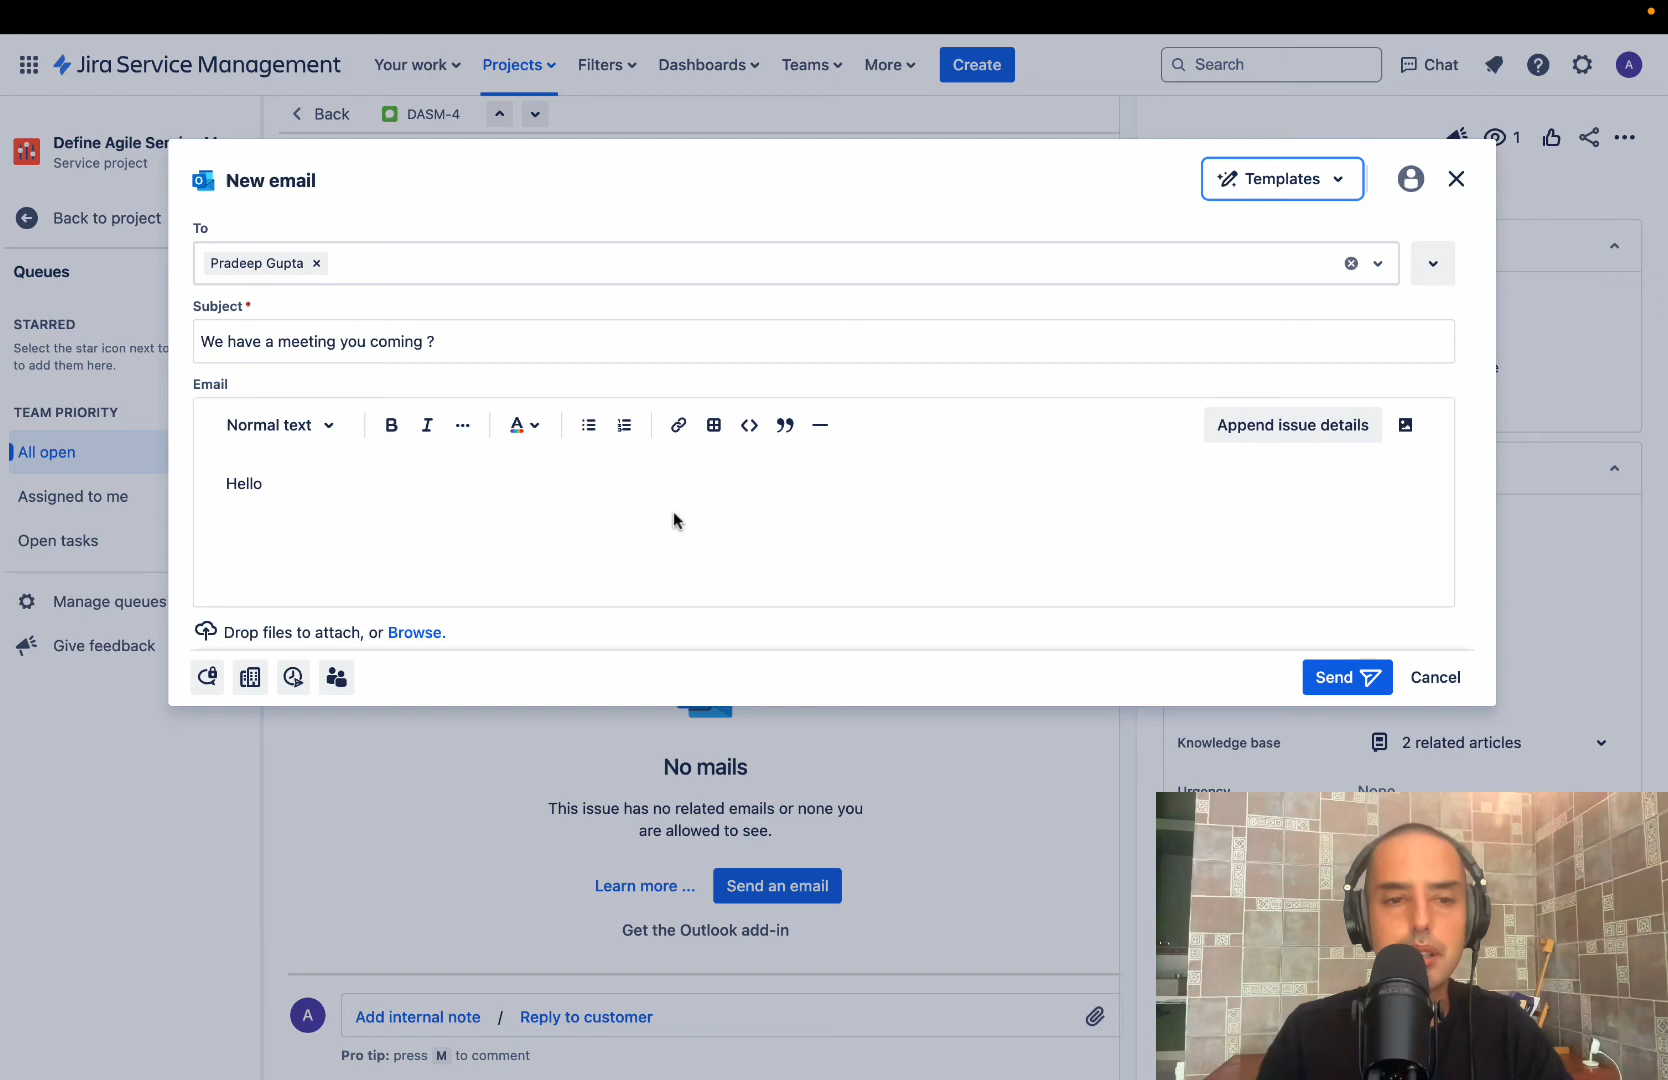 Jira Service Management
Your work
Projects
Filters
Dashboards
Teams
More
Create
Search
Chat
A
Back
DASM-4
Define Agile Ser
Service project
1
New email
Templates
Back to project
To
Pradeep Gupta
Queues
Subject*
We have a meeting you coming ?
STARRED
Select the star icon next to
to add them here.
Email
TEAM PRIORITY
Normal text
B
I
A
Append issue details
All open
Hello
Assigned to me
Open tasks
Manage queues
Drop files to attach, or Browse.
Give feedback
Send
Cancel
Knowledge base
2 related articles
No mails
This issue has no related emails or none you
are allowed to see.
Learn more ...
Send an email
Get the Outlook add-in
A
Add internal note / Reply to customer
Pro tip: press M to comment